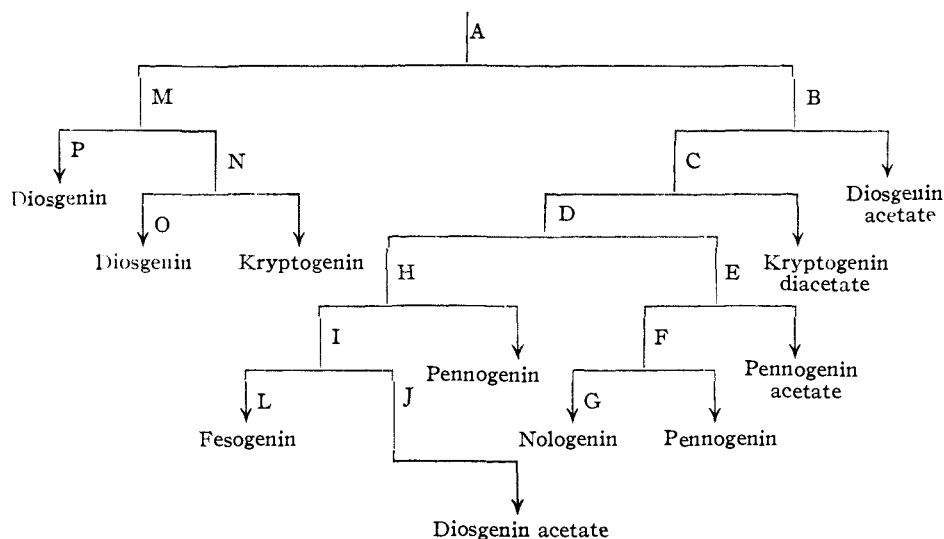 A
M
B
P
N
C
Diosgenin
Diosgenin
acetate
O
D
Diosgenin
Kryptogenin
Kryptogenin
diacetate
H
E
I
F
Pennogenin
Pennogenin
acetate
L
J
G
Fesogenin
Nologenin
Pennogenin
Diosgenin acetate